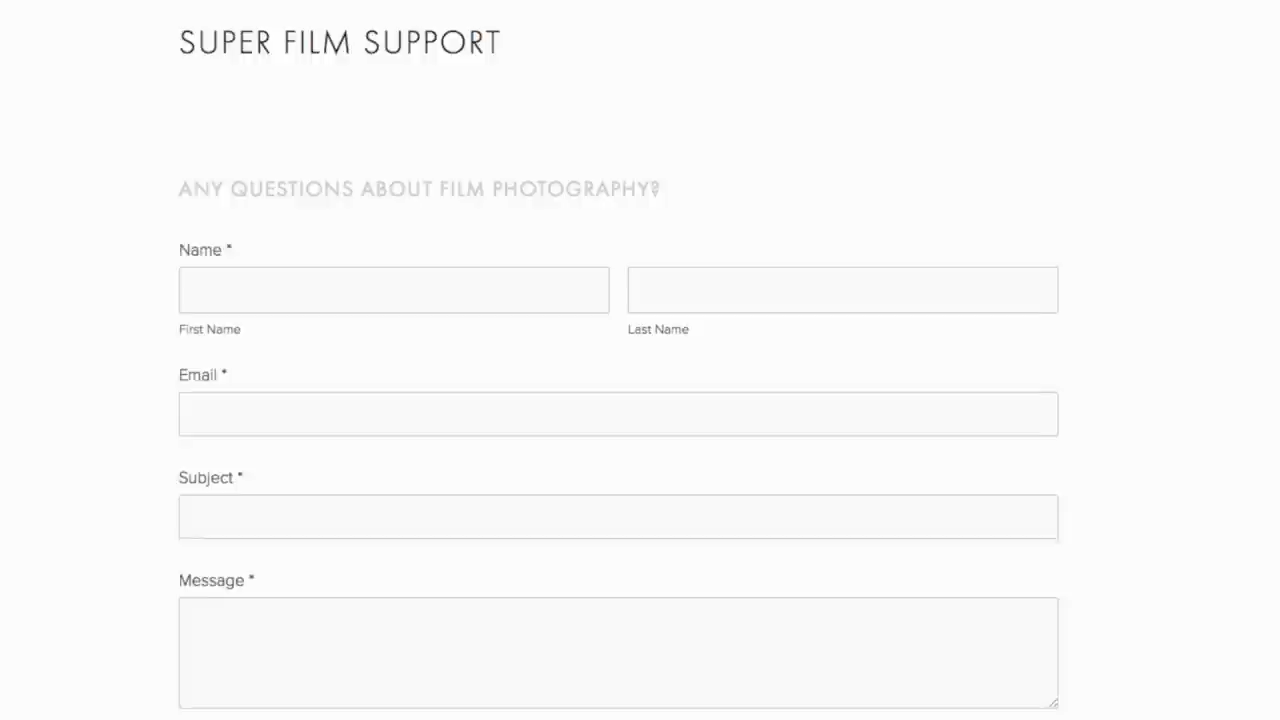 SUPER FILM SUPPORT
ANY QUESTIONS ABOUT FILM PHOTOGRAPHY?
Name *
First Name
Last Name
Email *
Subject *
Message *